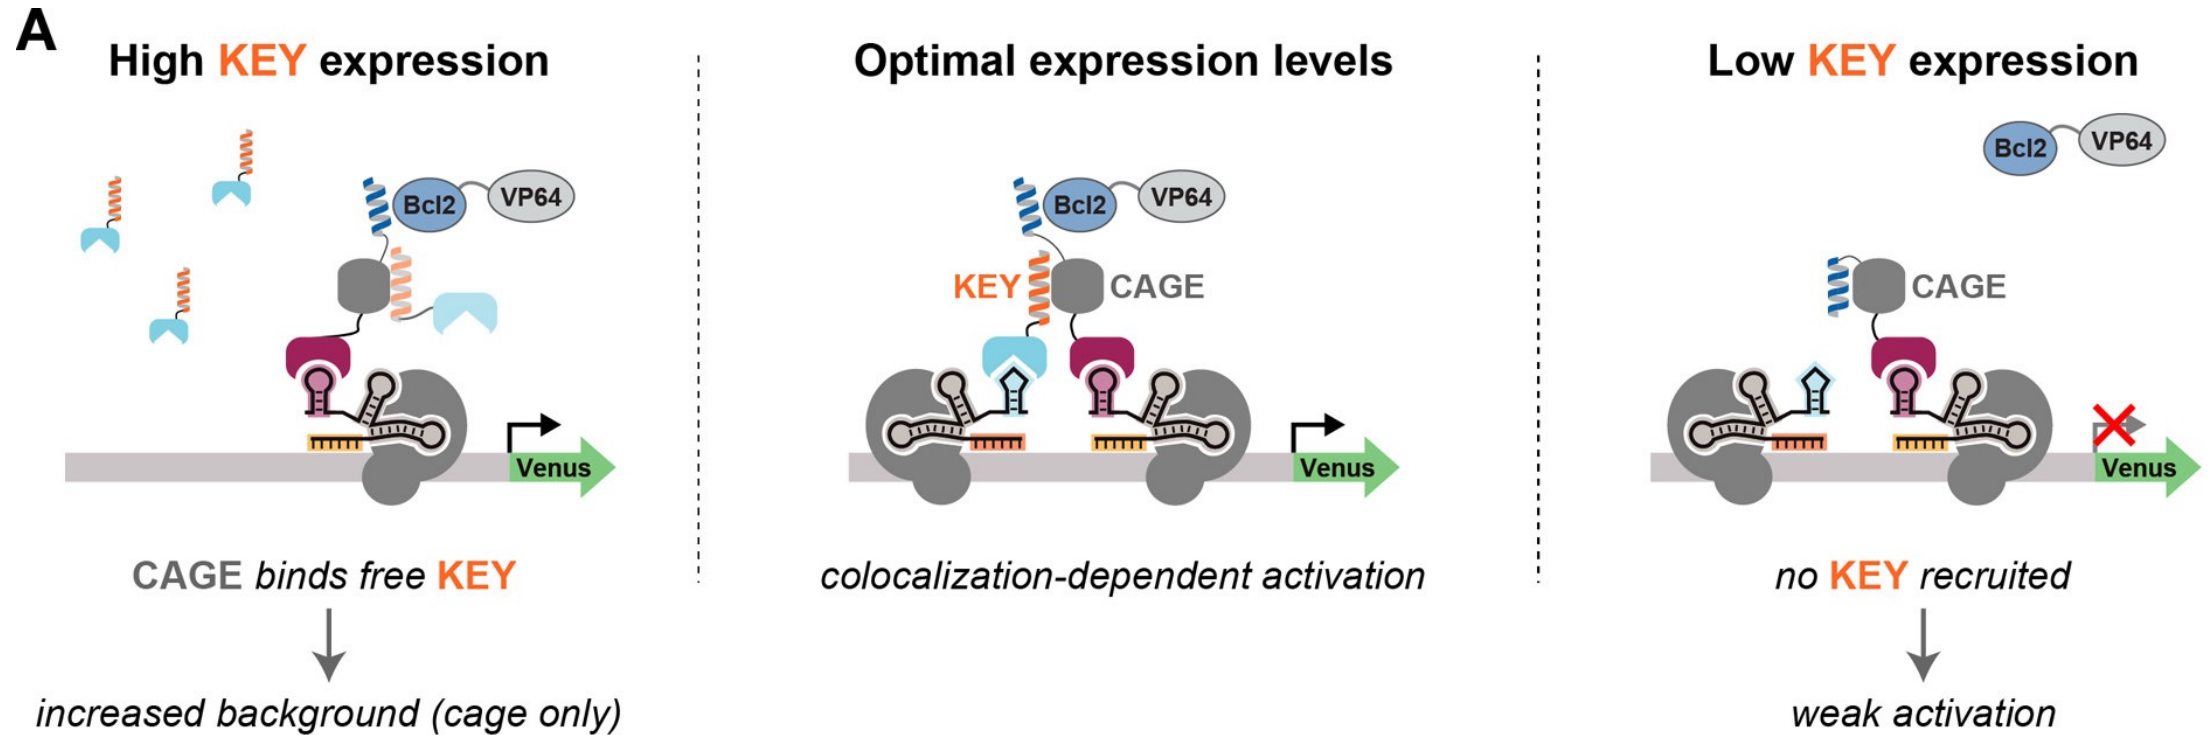 A
High KEY expression
Bcl2
VP64
Venus
CAGE binds free KEY
increased background (cage only)
Optimal expression levels
Bcl2
VP64
KEY
CAGE
Venus
colocalization-dependent activation
Low KEY expression
Bcl2
VP64
CAGE
Venus
no KEY recruited
weak activation